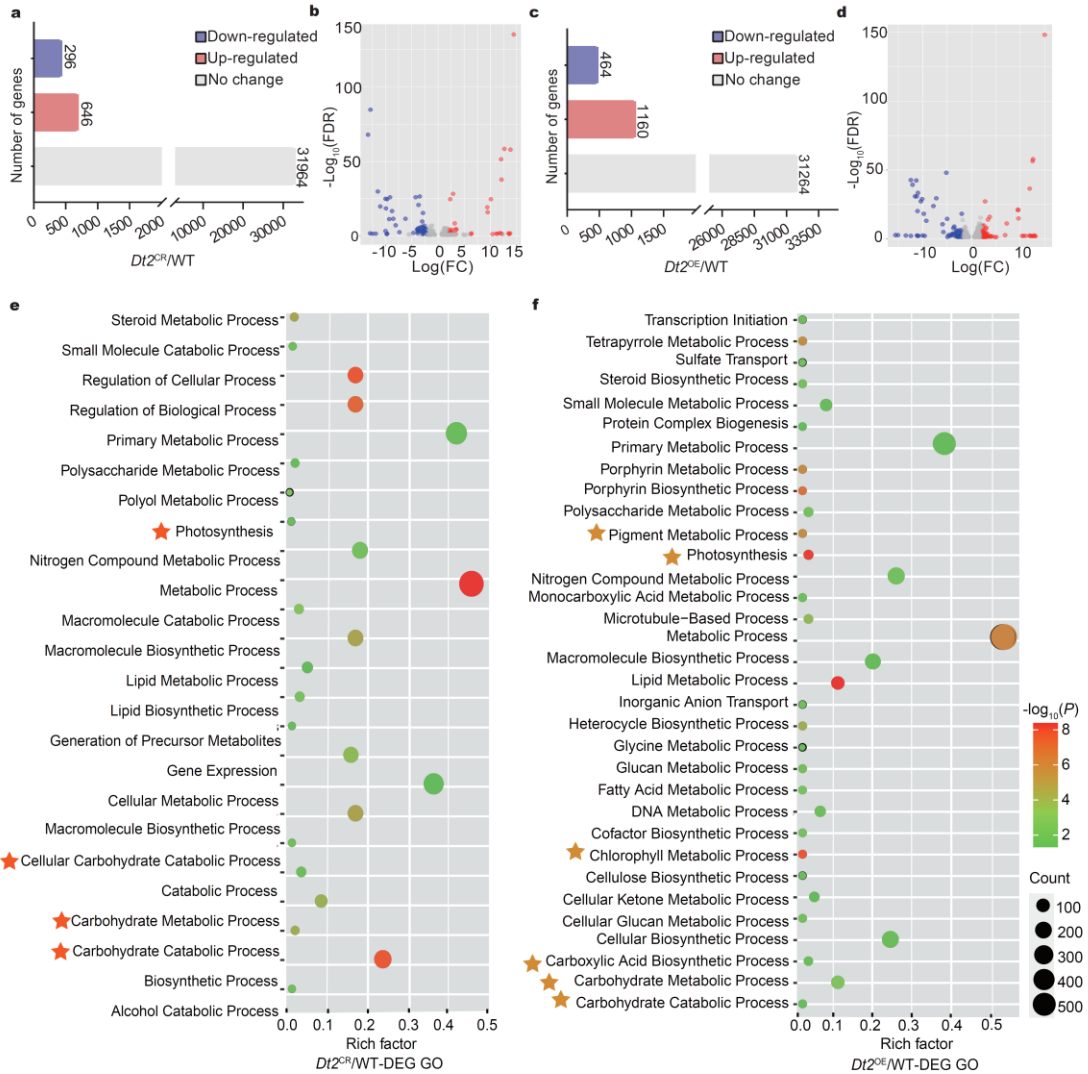 a
Number of genes
296
646
31964
Down-regulated
Up-regulated
No change
0
500
1000
1500
2000
10000
20000
30000
Dt2CR/WT
b
-Log10(FDR)
150
100
50
0
-10
-5
0
5
10
15
Log(FC)
c
Number of genes
464
1160
31264
Down-regulated
Up-regulated
No change
0
500
1000
1500
26000
28500
31000
33500
Dt2OE/WT
d
-Log10(FDR)
150
100
50
0
-10
0
10
Log(FC)
e
Steroid Metabolic Process
Small Molecule Catabolic Process
Regulation of Cellular Process
Regulation of Biological Process
Primary Metabolic Process
Polysaccharide Metabolic Process
Polyol Metabolic Process
Photosynthesis
Nitrogen Compound Metabolic Process
Metabolic Process
Macromolecule Catabolic Process
Macromolecule Biosynthetic Process
Lipid Metabolic Process
Lipid Biosynthetic Process
Generation of Precursor Metabolites
Gene Expression
Cellular Metabolic Process
Macromolecule Biosynthetic Process
Cellular Carbohydrate Catabolic Process
Catabolic Process
Carbohydrate Metabolic Process
Carbohydrate Catabolic Process
Biosynthetic Process
Alcohol Catabolic Process
0.0
0.1
0.2
0.3
0.4
0.5
Rich factor
Dt2CR/WT-DEG GO
f
Transcription Initiation
Tetrapyrrole Metabolic Process
Sulfate Transport
Steroid Biosynthetic Process
Small Molecule Metabolic Process
Protein Complex Biogenesis
Primary Metabolic Process
Porphyrin Metabolic Process
Porphyrin Biosynthetic Process
Polysaccharide Metabolic Process
Pigment Metabolic Process
Photosynthesis
Nitrogen Compound Metabolic Process
Monocarboxylic Acid Metabolic Process
Microtubule−Based Process
Metabolic Process
Macromolecule Biosynthetic Process
Lipid Metabolic Process
Inorganic Anion Transport
Heterocycle Biosynthetic Process
Glycine Metabolic Process
Glucan Metabolic Process
Fatty Acid Metabolic Process
DNA Metabolic Process
Cofactor Biosynthetic Process
Chlorophyll Metabolic Process
Cellulose Biosynthetic Process
Cellular Ketone Metabolic Process
Cellular Glucan Metabolic Process
Cellular Biosynthetic Process
Carboxylic Acid Biosynthetic Process
Carbohydrate Metabolic Process
Carbohydrate Catabolic Process
0.0
0.1
0.2
0.3
0.5
Rich factor
Dt2OE/WT-DEG GO
-log10(P)
8
6
4
2
Count
100
200
300
400
500